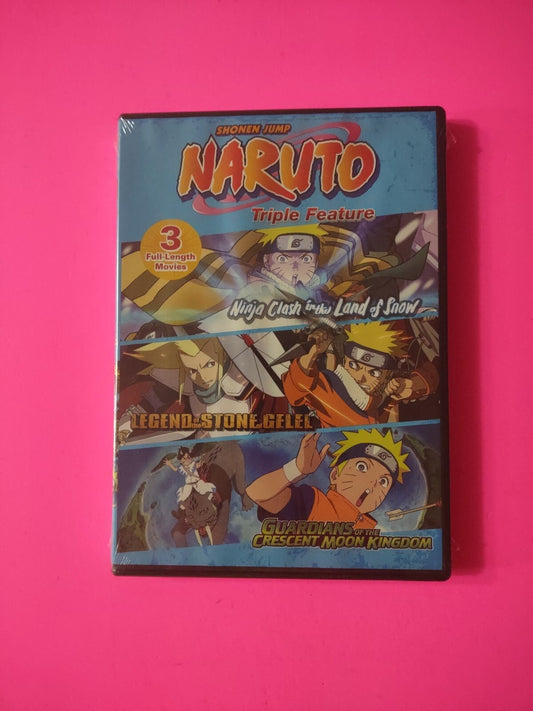 SHONEN JUMP
NARUTO
Triple Feature
3
Full-Length
Movies
Ninja Clash in the Land of Snow
LEGEND OF THE STONE OF GELEL
GUARDIANS OF THE
CRESCENT MOON KINGDOM